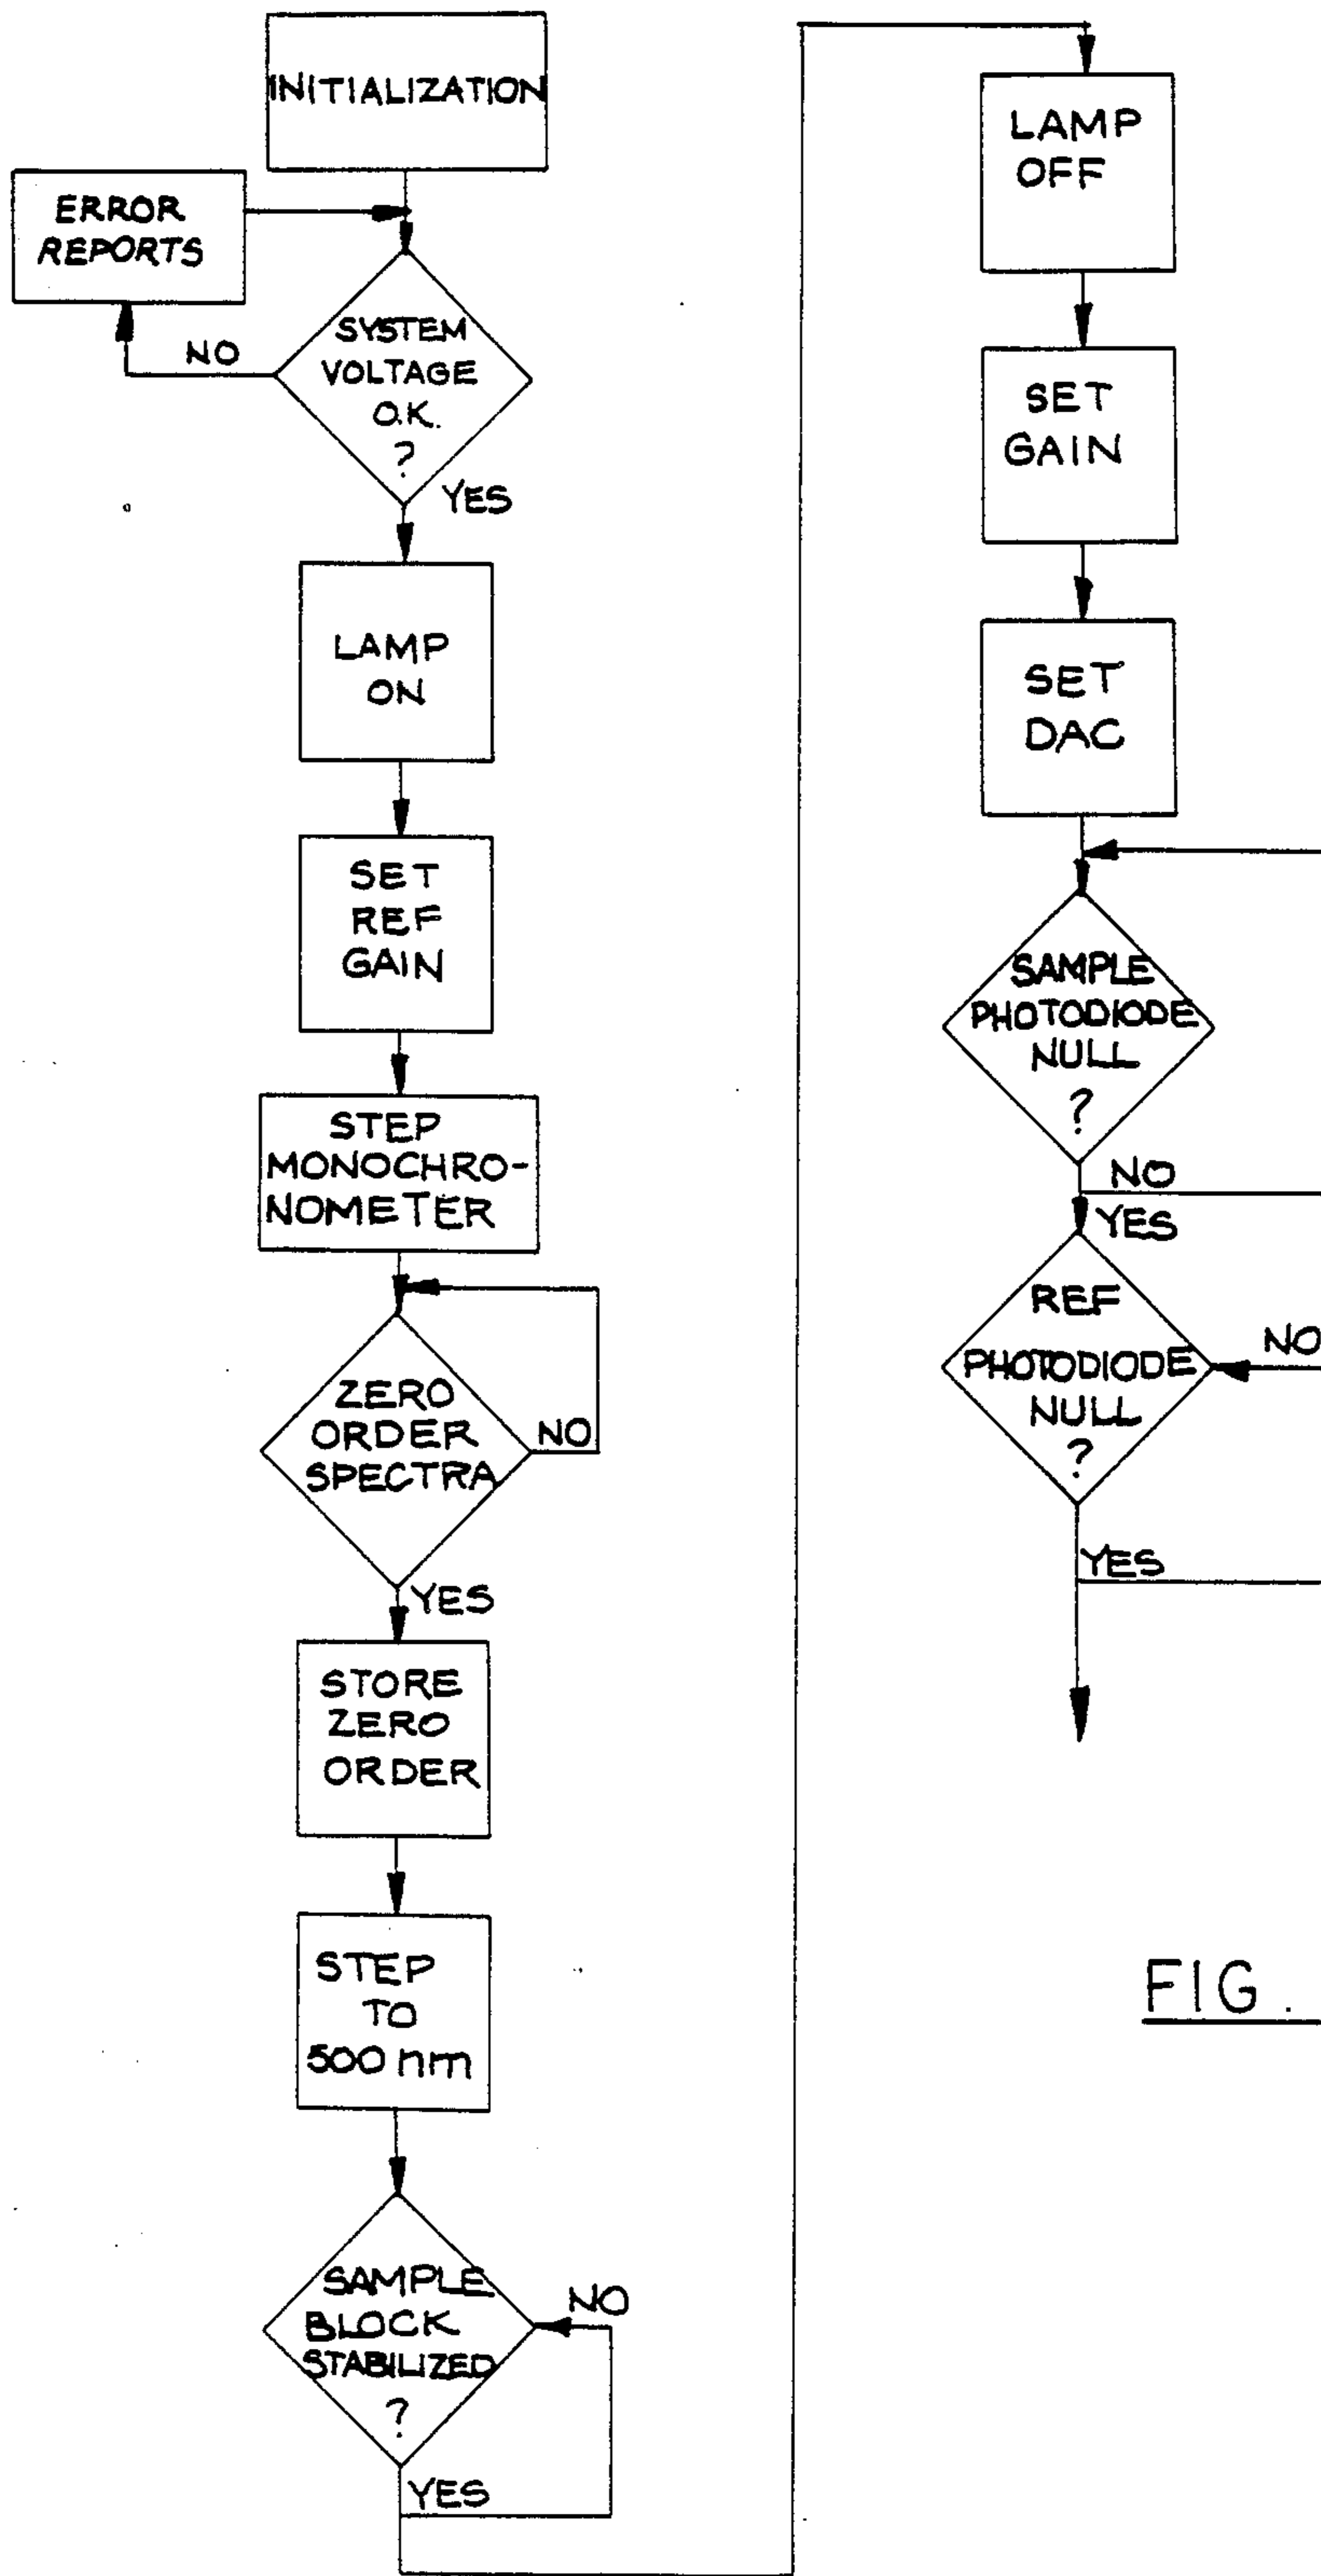 INITIALIZATION
ERROR
REPORTS
SYSTEM
VOLTAGE
O.K.
?
NO
YES
LAMP
ON
SET
REF
GAIN
STEP
MONOCHRO-
NOMETER
ZERO
ORDER
SPECTRA
NO
YES
STORE
ZERO
ORDER
STEP
TO
500 nm
SAMPLE
BLOCK
STABILIZED
?
NO
YES
LAMP
OFF
SET
GAIN
SET
DAC
SAMPLE
PHOTODIODE
NULL
?
NO
YES
REF
PHOTODIODE
NULL
?
NO
YES
FIG.